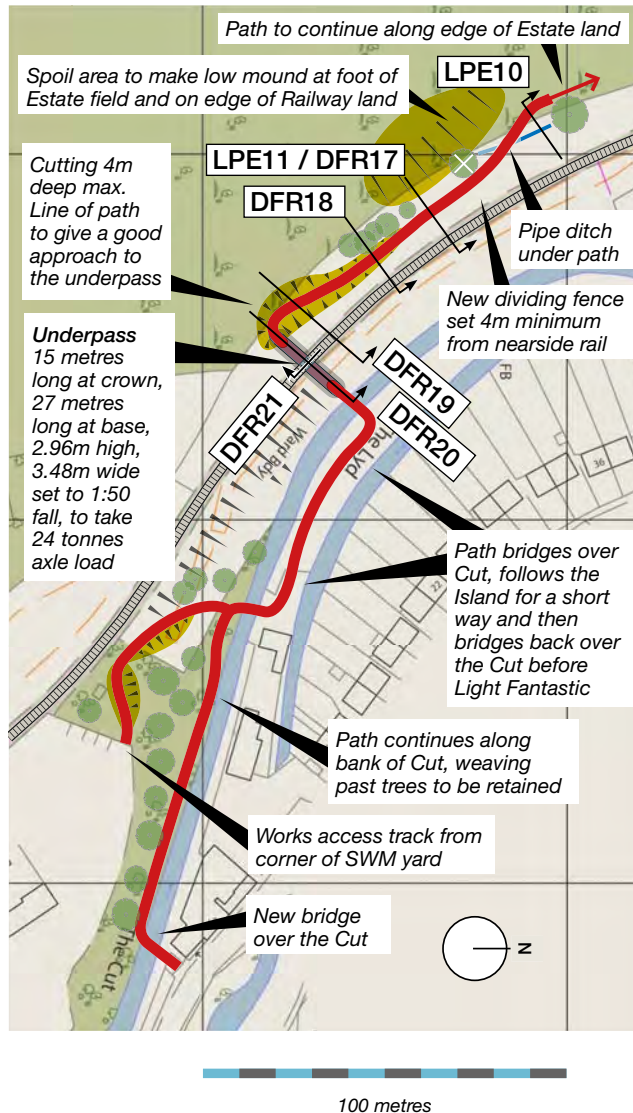 Path to continue along edge of Estate land
LPE10
Spoil area to make low mound at foot of
Estate field and on edge of Railway land
LPE11 / DFR17
DFR18
Cutting 4m
deep max.
Line of path
to give a good
approach to
the underpass
Pipe ditch
under path
New dividing fence
set 4m minimum
from nearside rail
Underpass
15 metres
long at crown,
27 metres
long at base,
2.96m high,
3.48m wide
set to 1:50
fall, to take
24 tonnes
axle load
DFR19
DFR20
DFR21
FB
Ward Bdy
he Lyd
36
22
Path bridges over
Cut, follows the
Island for a short
way and then
bridges back over
the Cut before
Light Fantastic
Path continues along
bank of Cut, weaving
past trees to be retained
Works access track from
corner of SWM yard
New bridge
over the Cut
The Cut
N
100 metres